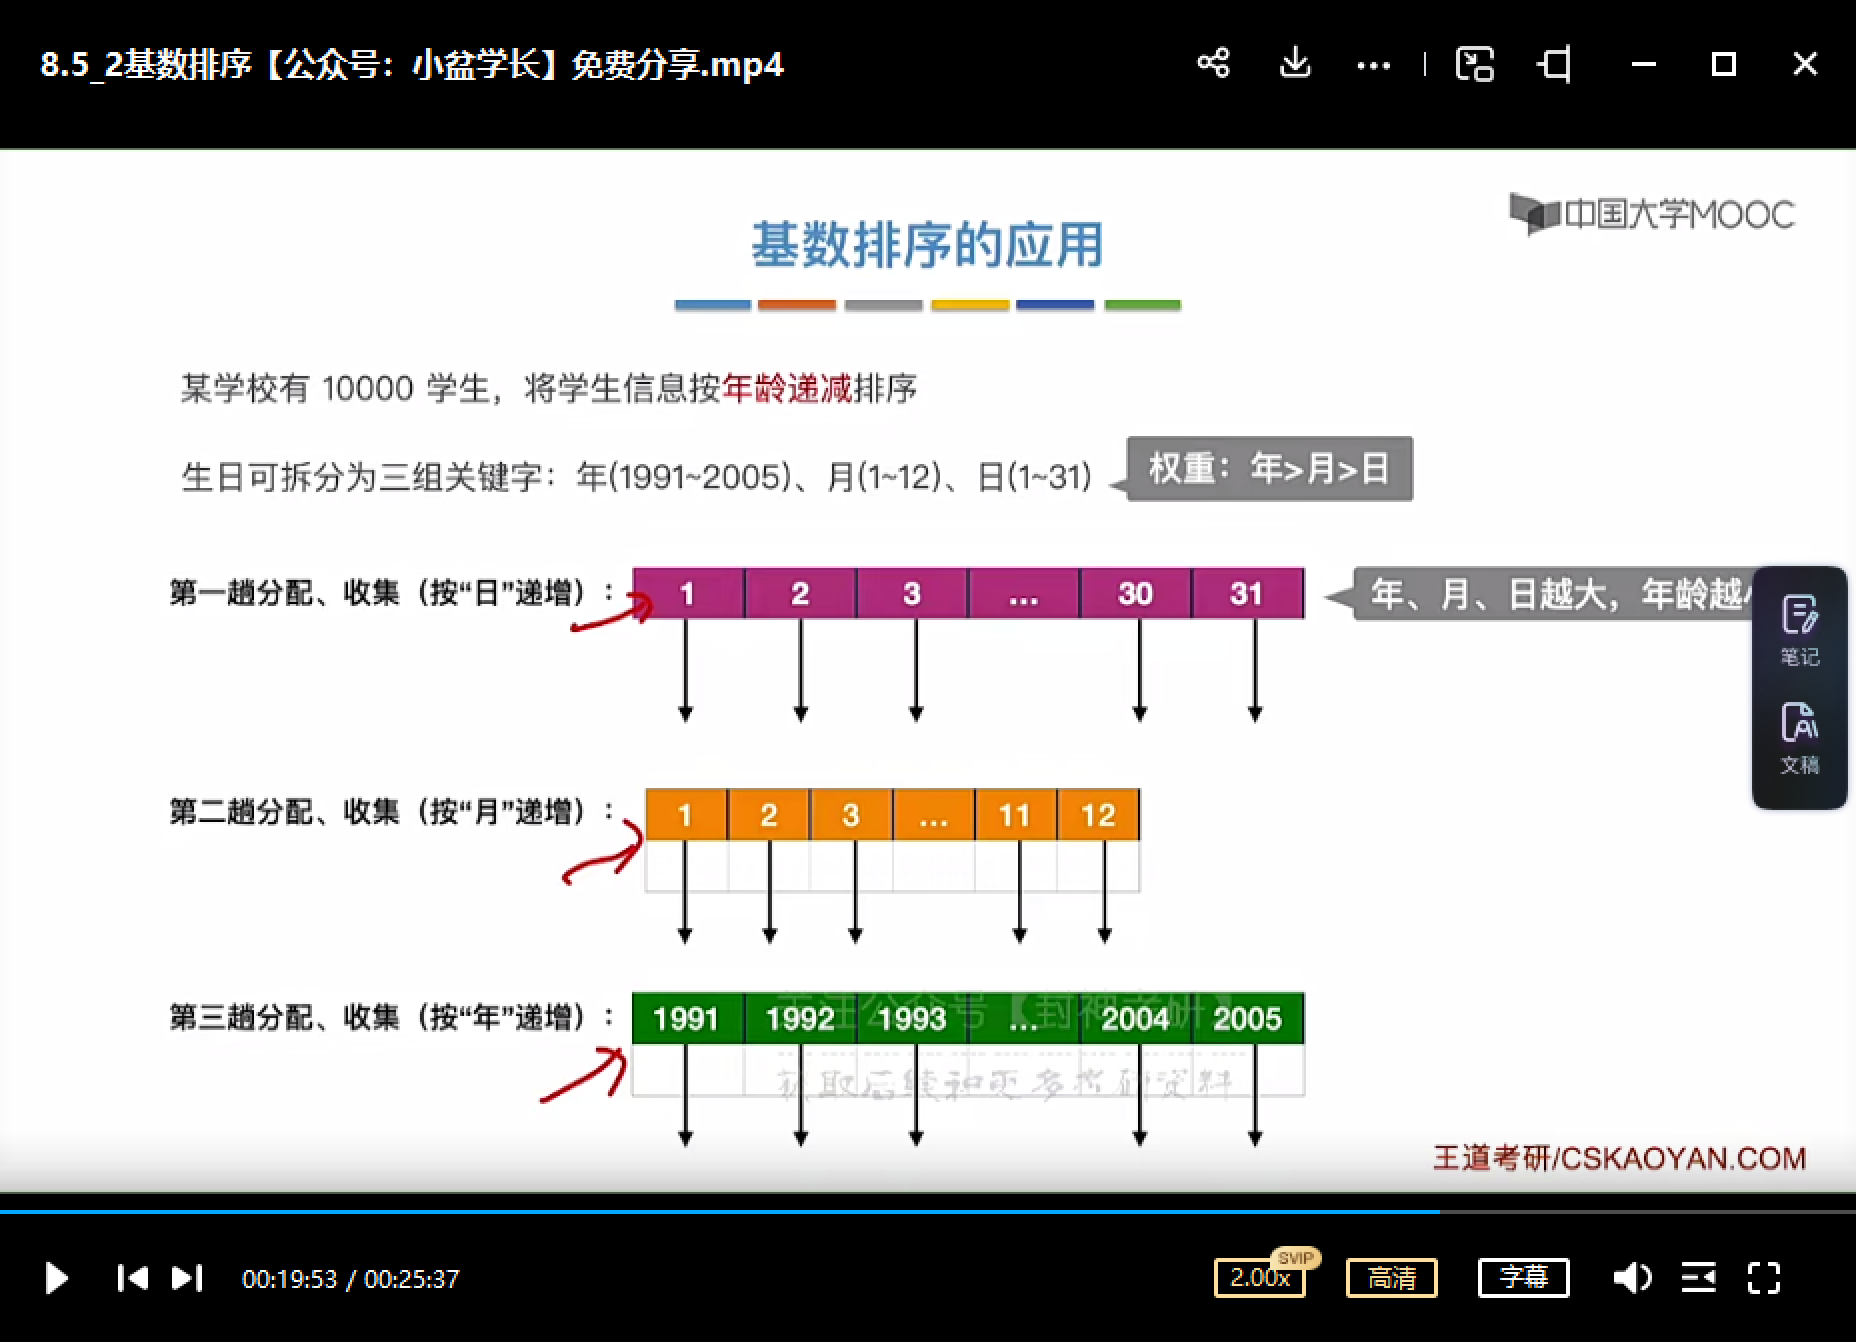 8.5_2基数排序【公众号：小盆学长】免费分享.mp4
中国大学MOOC
基数排序的应用
某学校有 10000 学生，将学生信息按年龄递减排序
生日可拆分为三组关键字：年(1991~2005)、月(1~12)、日(1~31)
权重：年>月>日
第一趟分配、收集（按“日”递增）：
1 2 3 ... 30 31
年、月、日越大，年龄越
笔记
文稿
第二趟分配、收集（按“月”递增）：
1 2 3 ... 11 12
第三趟分配、收集（按“年”递增）：
1991 1992 1993 ... 2004 2005
关注公众号【封神考研】
获取后续和更多考研资料
王道考研/CSKAOYAN.COM
00:19:53 / 00:25:37
SVIP
2.00x
高清
字幕